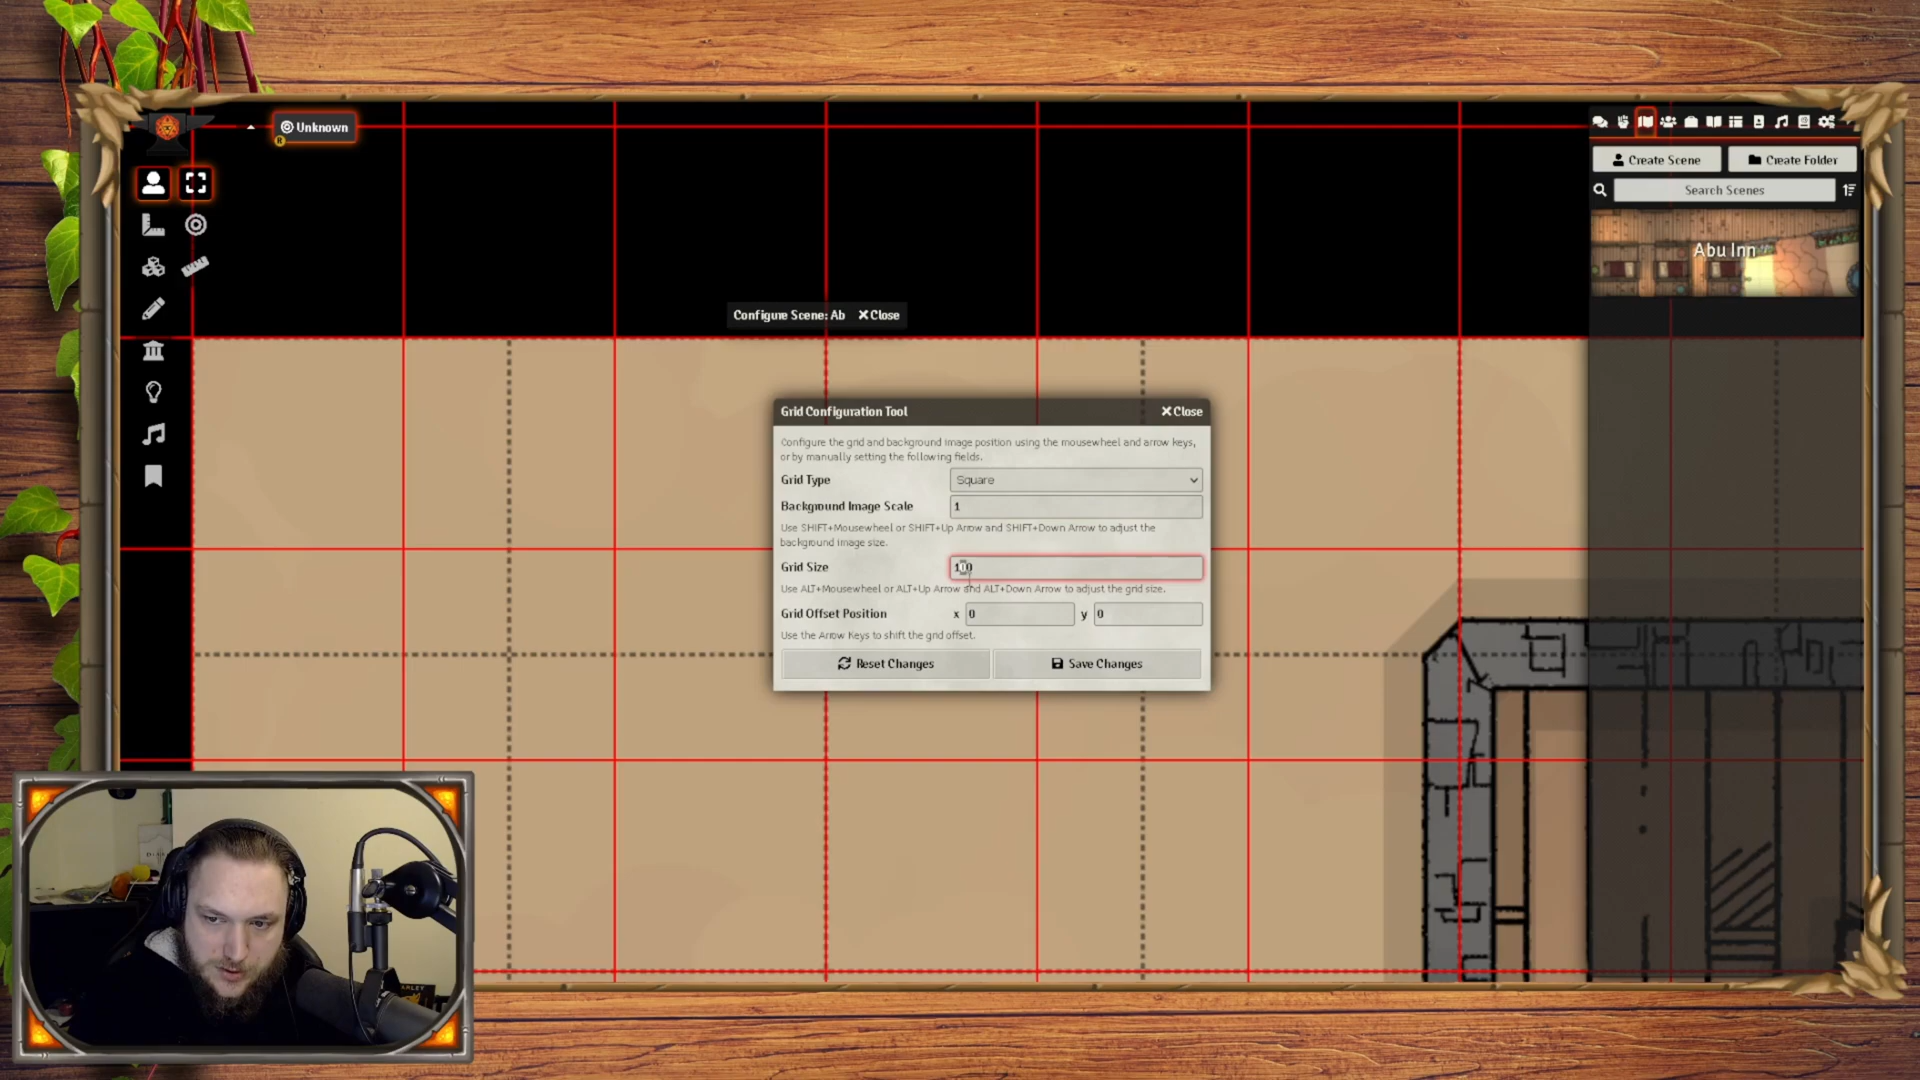 Unknown
Create Scene
Create Folder
Search Scenes
Abu Inn
Configure Scene: Ab
Close
Grid Configuration Tool
Close
Configure the grid and background image position using the mousewheel and arrow keys,
or by manually setting the following fields.
Grid Type
Square
Background Image Scale
1
Use SHIFT+Mousewheel or SHIFT+Up Arrow and SHIFT+Down Arrow to adjust the
background image size.
Grid Size
100
Use ALT+Mousewheel or ALT+Up Arrow and ALT+Down Arrow to adjust the grid size.
Grid Offset Position
x 0
y 0
Use the Arrow Keys to shift the grid offset.
Reset Changes
Save Changes